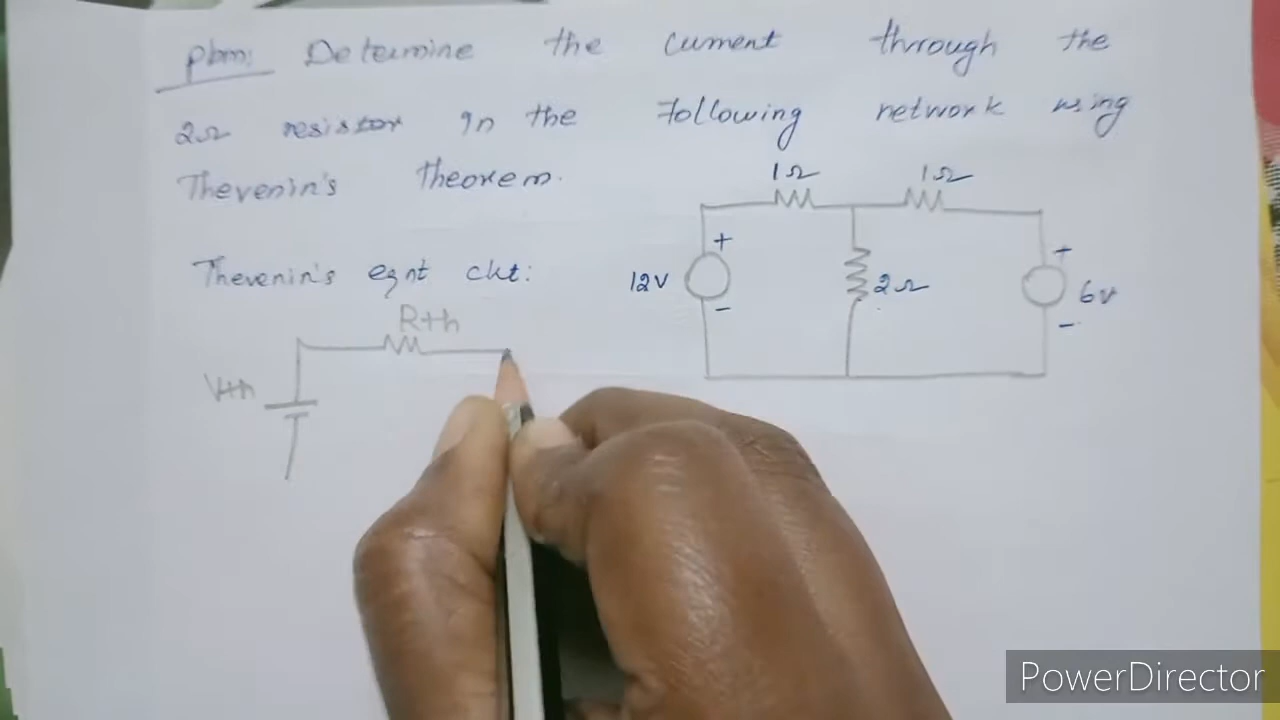 pbm: Determine the current through the
2Ω resistor in the following network using
Thevenin's theorem.
1Ω 1Ω
Thevenin's eqnt ckt:
12V
+
-
2Ω
+
-
6v
Rth
Vth
PowerDirector